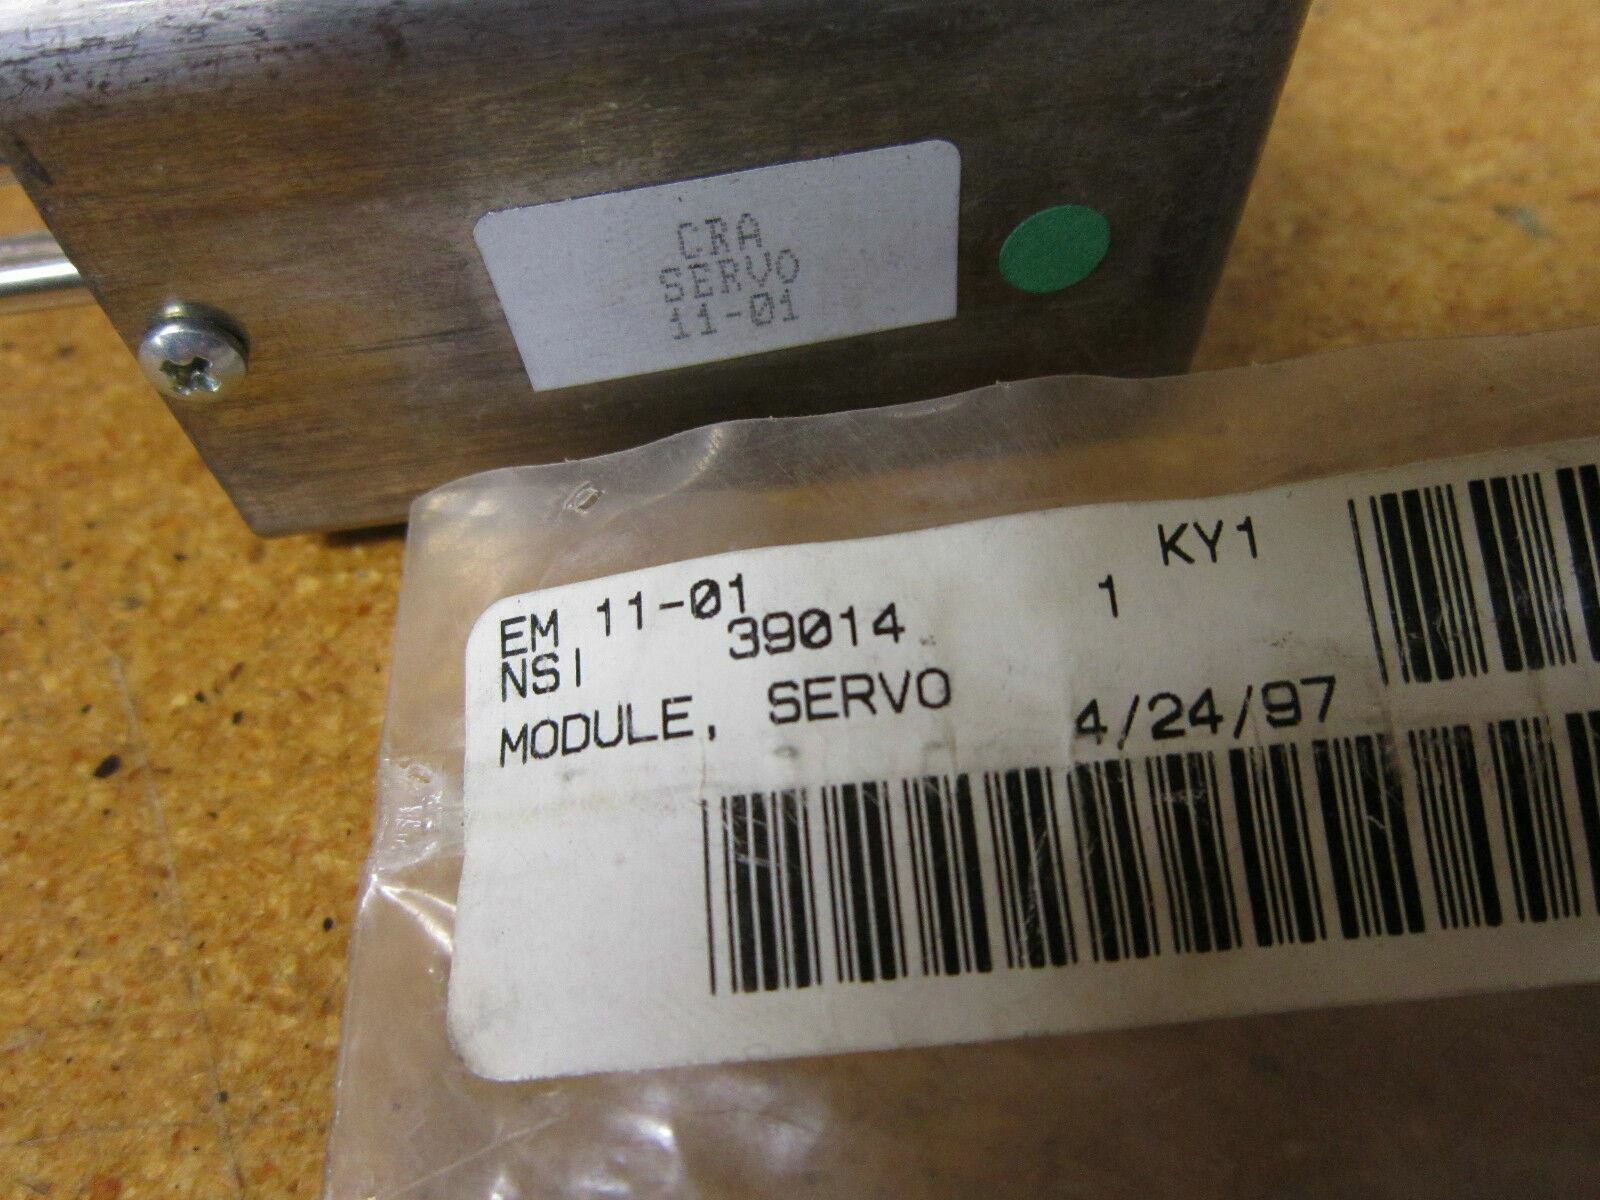 CRA
SERVO
11-01
KY1
EM 11-01
1
NSI 39014
MODULE, SERVO 4/24/97